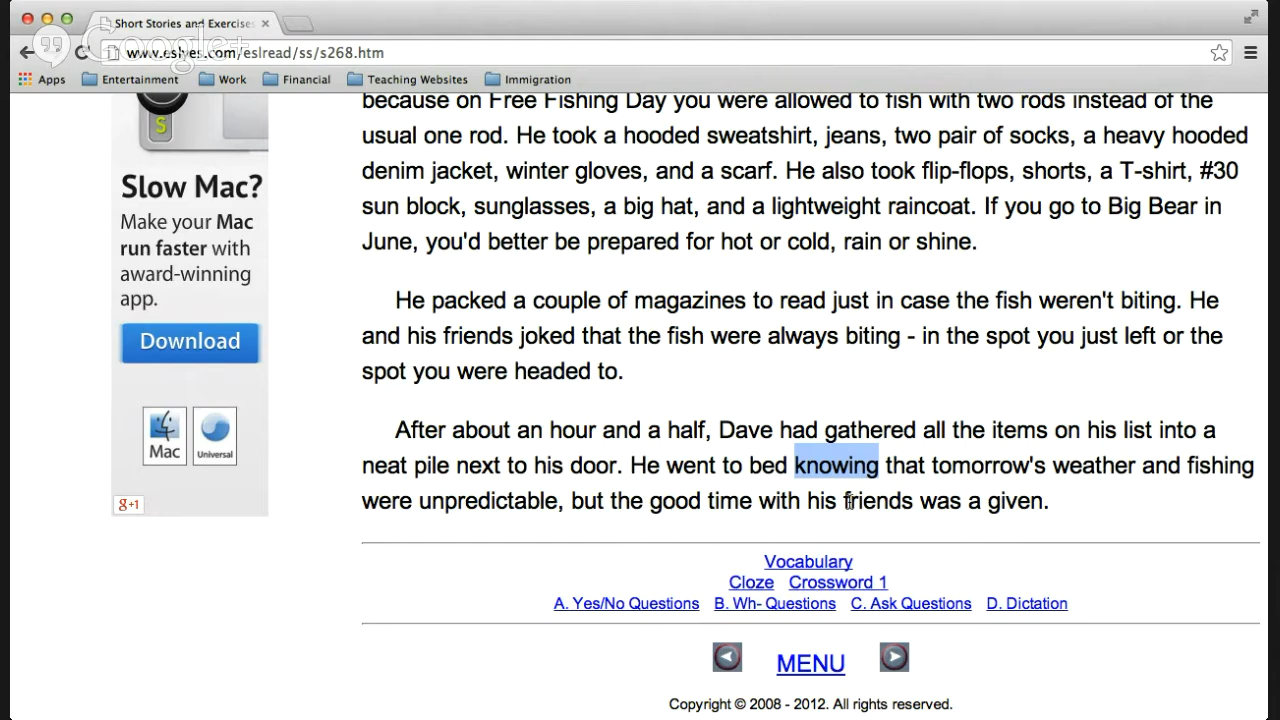 Short Stories and Exercises
Google+
www.eslyes.com/eslread/ss/s268.htm
Apps Entertainment Work Financial Teaching Websites Immigration
because on Free Fishing Day you were allowed to fish with two rods instead of the
usual one rod. He took a hooded sweatshirt, jeans, two pair of socks, a heavy hooded
denim jacket, winter gloves, and a scarf. He also took flip-flops, shorts, a T-shirt, #30
sun block, sunglasses, a big hat, and a lightweight raincoat. If you go to Big Bear in
June, you'd better be prepared for hot or cold, rain or shine.
He packed a couple of magazines to read just in case the fish weren't biting. He
and his friends joked that the fish were always biting - in the spot you just left or the
spot you were headed to.
After about an hour and a half, Dave had gathered all the items on his list into a
neat pile next to his door. He went to bed knowing that tomorrow's weather and fishing
were unpredictable, but the good time with his friends was a given.
Vocabulary
Cloze Crossword 1
A. Yes/No Questions B. Wh- Questions C. Ask Questions D. Dictation
MENU
Copyright © 2008 - 2012. All rights reserved.
S
Slow Mac?
Make your Mac
run faster with
award-winning
app.
Download
Mac Universal
g+1